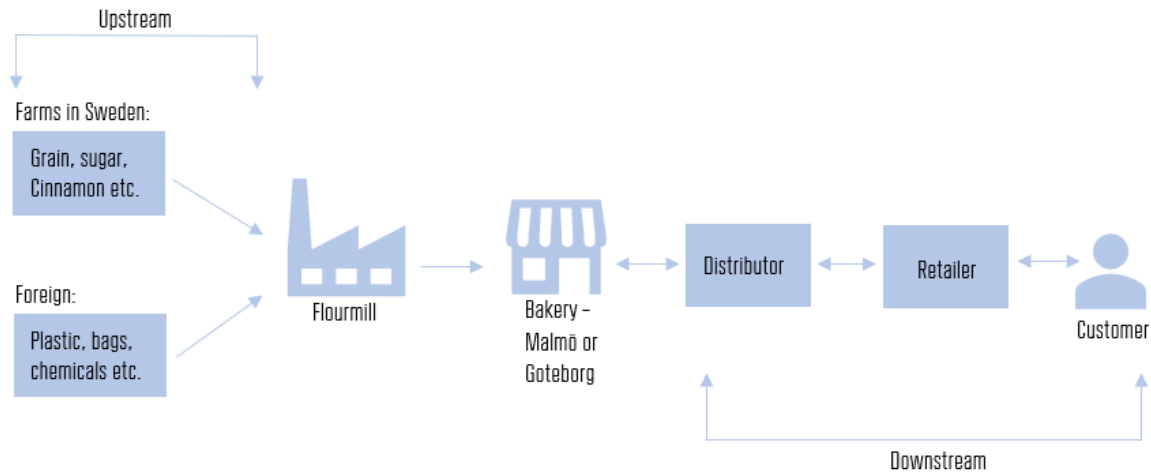 Upstream
Farms in Sweden:
Grain, sugar,
Cinnamon etc.
Foreign:
Plastic, bags,
chemicals etc.
Flourmill
Bakery –
Malmö or
Goteborg
Distributor
Retailer
Customer
Downstream